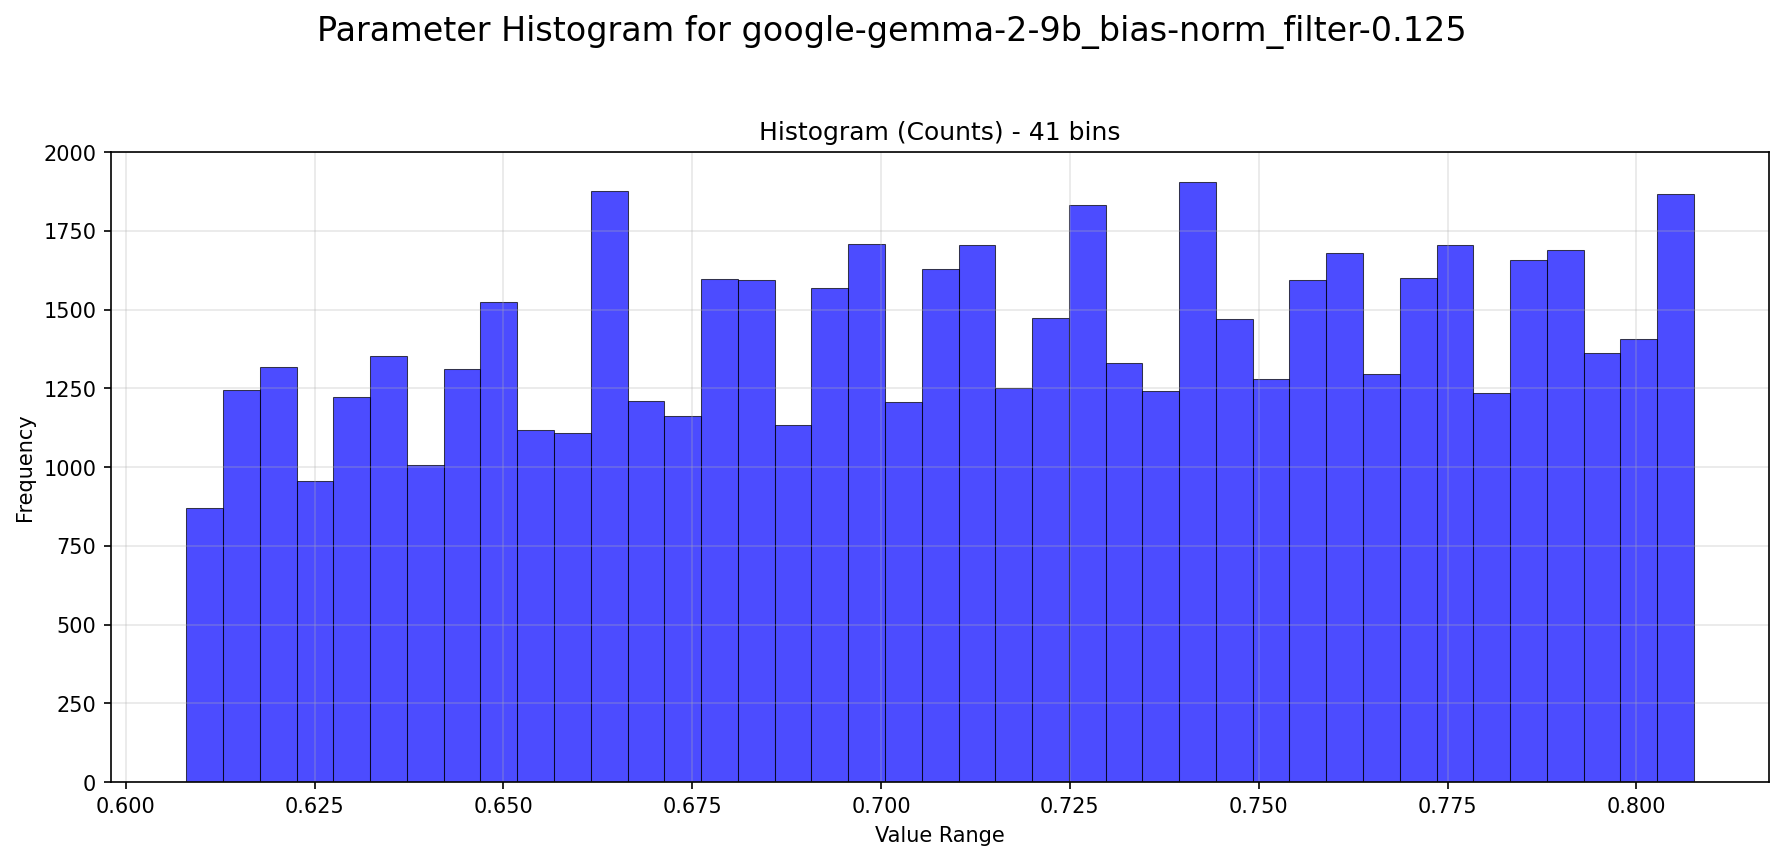 Parameter Histogram for google-gemma-2-9b_bias-norm_filter-0.125
Histogram (Counts) - 41 bins
2000
1750
1500
1250
1000
750
500
250
0
Frequency
0.600 0.625 0.650 0.675 0.700 0.725 0.750 0.775 0.800
Value Range